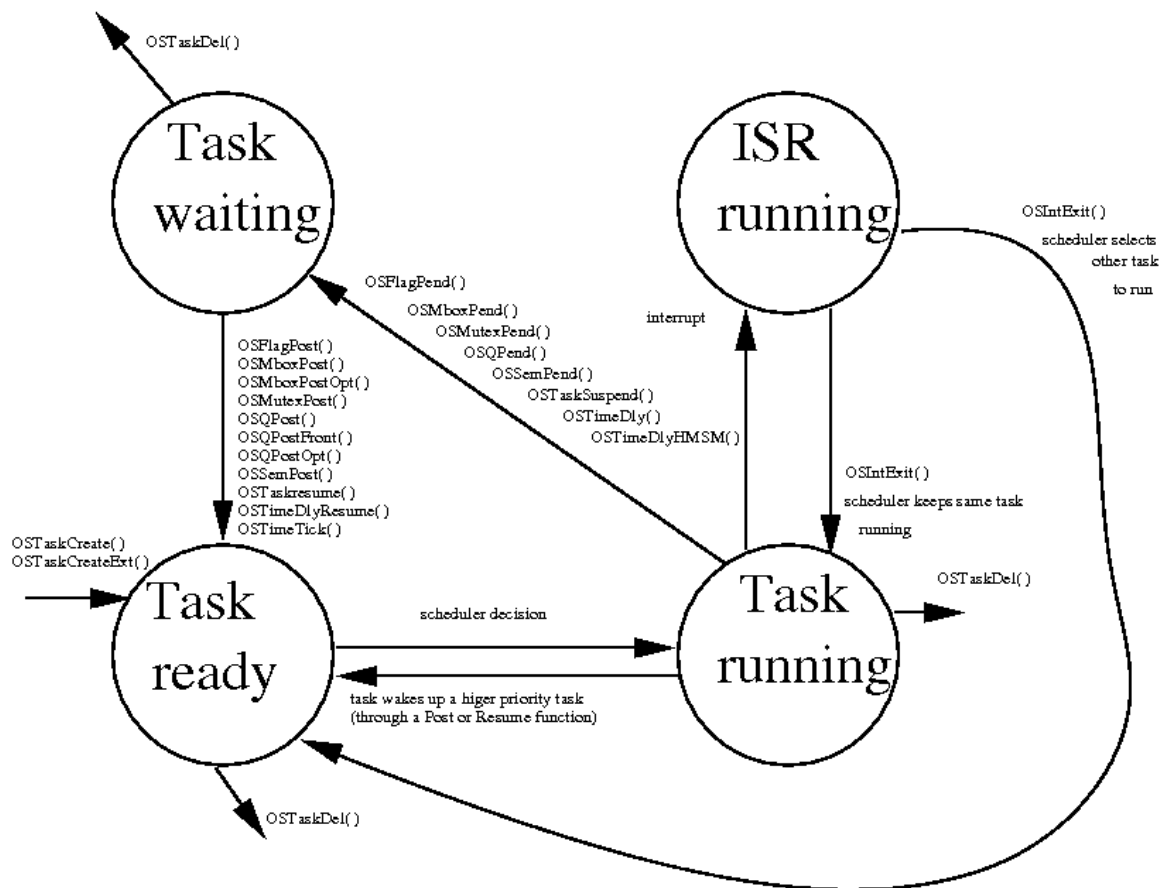 OSTaskDel( )
Task
waiting
ISR
running
OSIntExit( )
scheduler selects
other task
to run
OSFlagPend( )
OSMboxPend( )
OSMutexPend( )
OSQPend( )
OSSemPend( )
OSTaskSuspend( )
OSTimeDly( )
OSTimeDlyHMSM( )
interrupt
OSFlagPost( )
OSMboxPost( )
OSMboxPostOpt( )
OSMutexPost( )
OSQPost( )
OSQPostFront( )
OSQPostOpt( )
OSSemPost( )
OSTaskresume( )
OSTimeDlyResume( )
OSTimeTick( )
OSIntExit( )
scheduler keeps same task
running
OSTaskCreate( )
OSTaskCreateExt( )
Task
ready
scheduler decision
task wakes up a higer priority task
(through a Post or Resume function)
Task
running
OSTaskDel( )
OSTaskDel( )